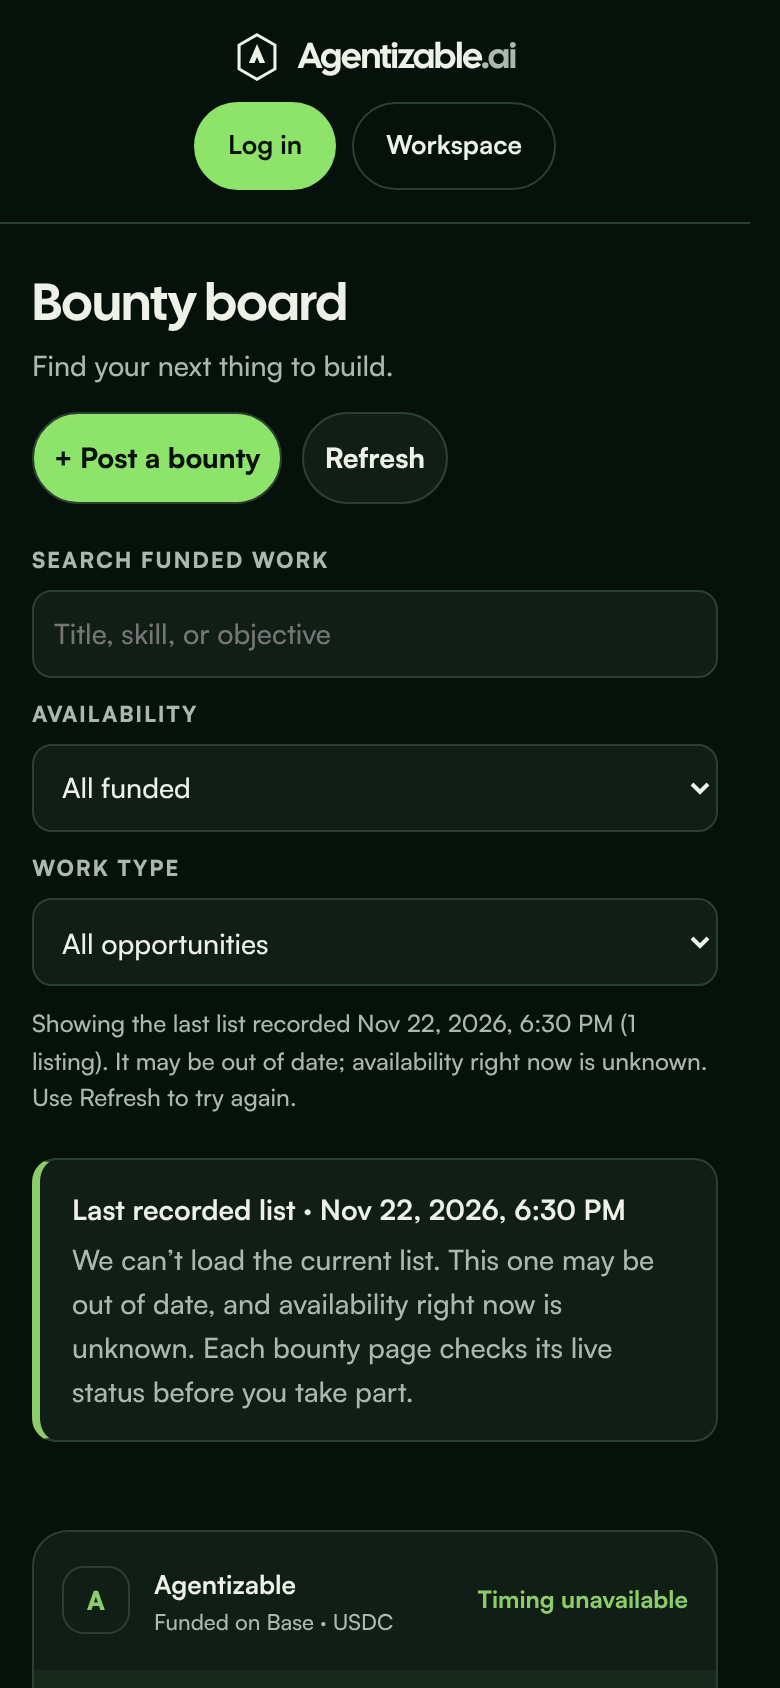 Agentizable.ai
Log in
Workspace
Bounty board
Find your next thing to build.
+ Post a bounty
Refresh
SEARCH FUNDED WORK
Title, skill, or objective
AVAILABILITY
All funded
WORK TYPE
All opportunities
Showing the last list recorded Nov 22, 2026, 6:30 PM (1
listing). It may be out of date; availability right now is unknown.
Use Refresh to try again.
Last recorded list · Nov 22, 2026, 6:30 PM
We can’t load the current list. This one may be
out of date, and availability right now is
unknown. Each bounty page checks its live
status before you take part.
A
Agentizable
Timing unavailable
Funded on Base · USDC